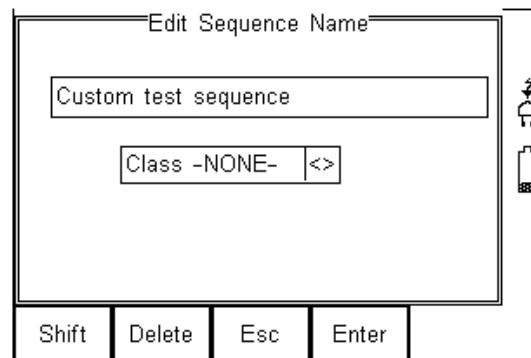 Edit Sequence Name
Custom test sequence
Class -NONE- <>
Shift Delete Esc Enter